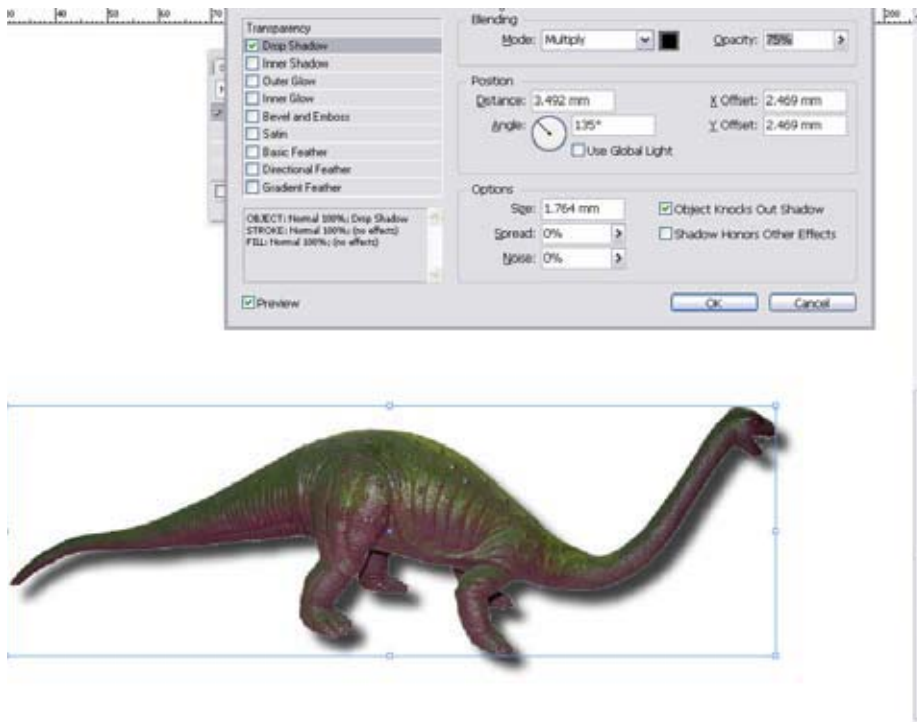 200
Transparency
Drop Shadow
Inner Shadow
Outer Glow
Inner Glow
Bevel and Emboss
Satin
Basic Feather
Directional Feather
Gradient Feather
OBJECT: Normal 100%; Drop Shadow
STROKE: Normal 100%; (no effects)
FILL: Normal 100%; (no effects)
Preview
Blending
Mode: Multiply
Opacity: 75%
Position
Distance: 3.492 mm
X Offset: 2.469 mm
Angle: 135°
Y Offset: 2.469 mm
Use Global Light
Options
Size: 1.764 mm
Object Knocks Out Shadow
Spread: 0%
Shadow Honors Other Effects
Noise: 0%
OK
Cancel